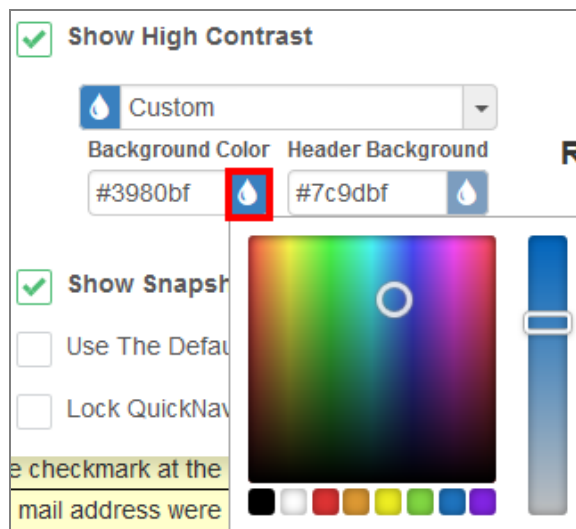 Show High Contrast
Custom
Background Color Header Background
#3980bf #7c9dbf
R
Show Snapsh
Use The Defau
Lock QuickNav
e checkmark at the
mail address were